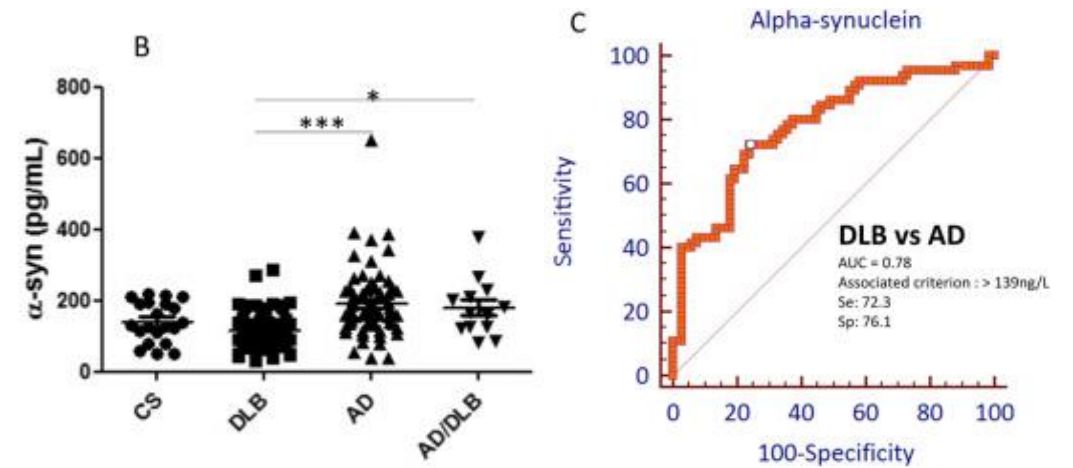 B
α-syn (pg/mL)
800
600
400
200
0
*
***
CS
DLB
AD
AD/DLB
C
Alpha-synuclein
Sensitivity
100
80
60
40
20
0
DLB vs AD
AUC = 0.78
Associated criterion : > 139ng/L
Se: 72.3
Sp: 76.1
0 20 40 60 80 100
100-Specificity